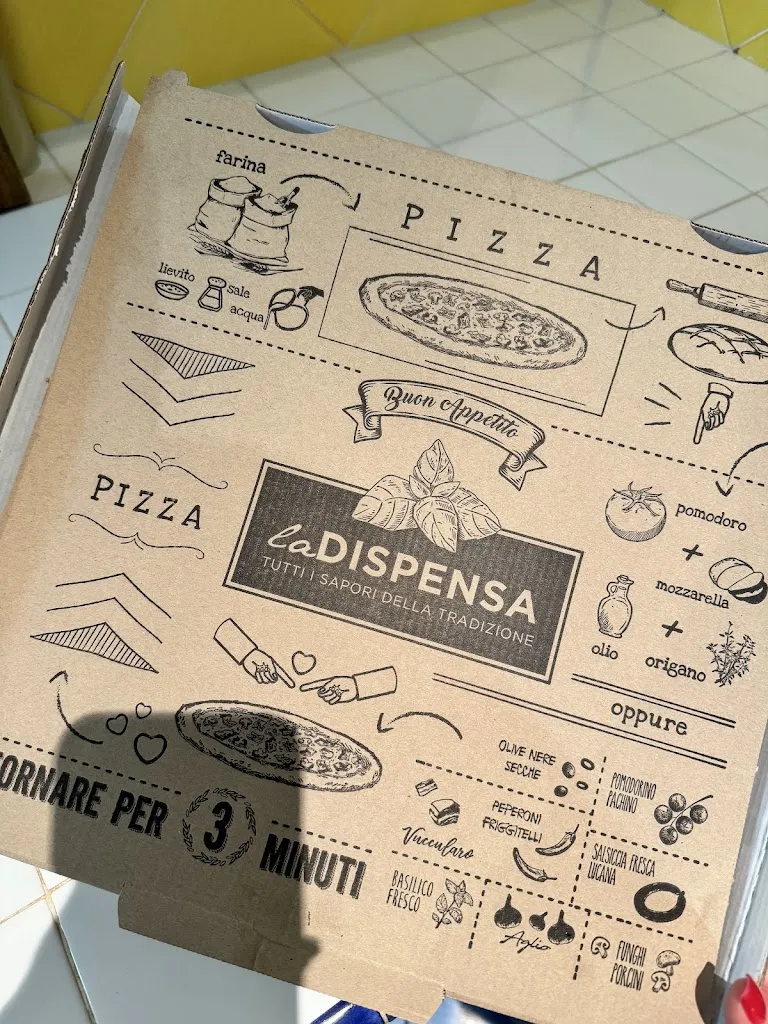 farina
PIZZA
lievito
sale
acqua
Buon Appetito
PIZZA
laDISPENSA
TUTTI I SAPORI DELLA TRADIZIONE
pomodoro
+
mozzarella
+
olio
origano
oppure
OLIVE NERE
SECCHE
POMODORINO
PACHINO
PEPERONI
FRIGGITELLI
Vuccularo
SALSICCIA FRESCA
LUCANA
BASILICO
FRESCO
Aglio
FUNGHI
PORCINI
ORNARE PER 3 MINUTI